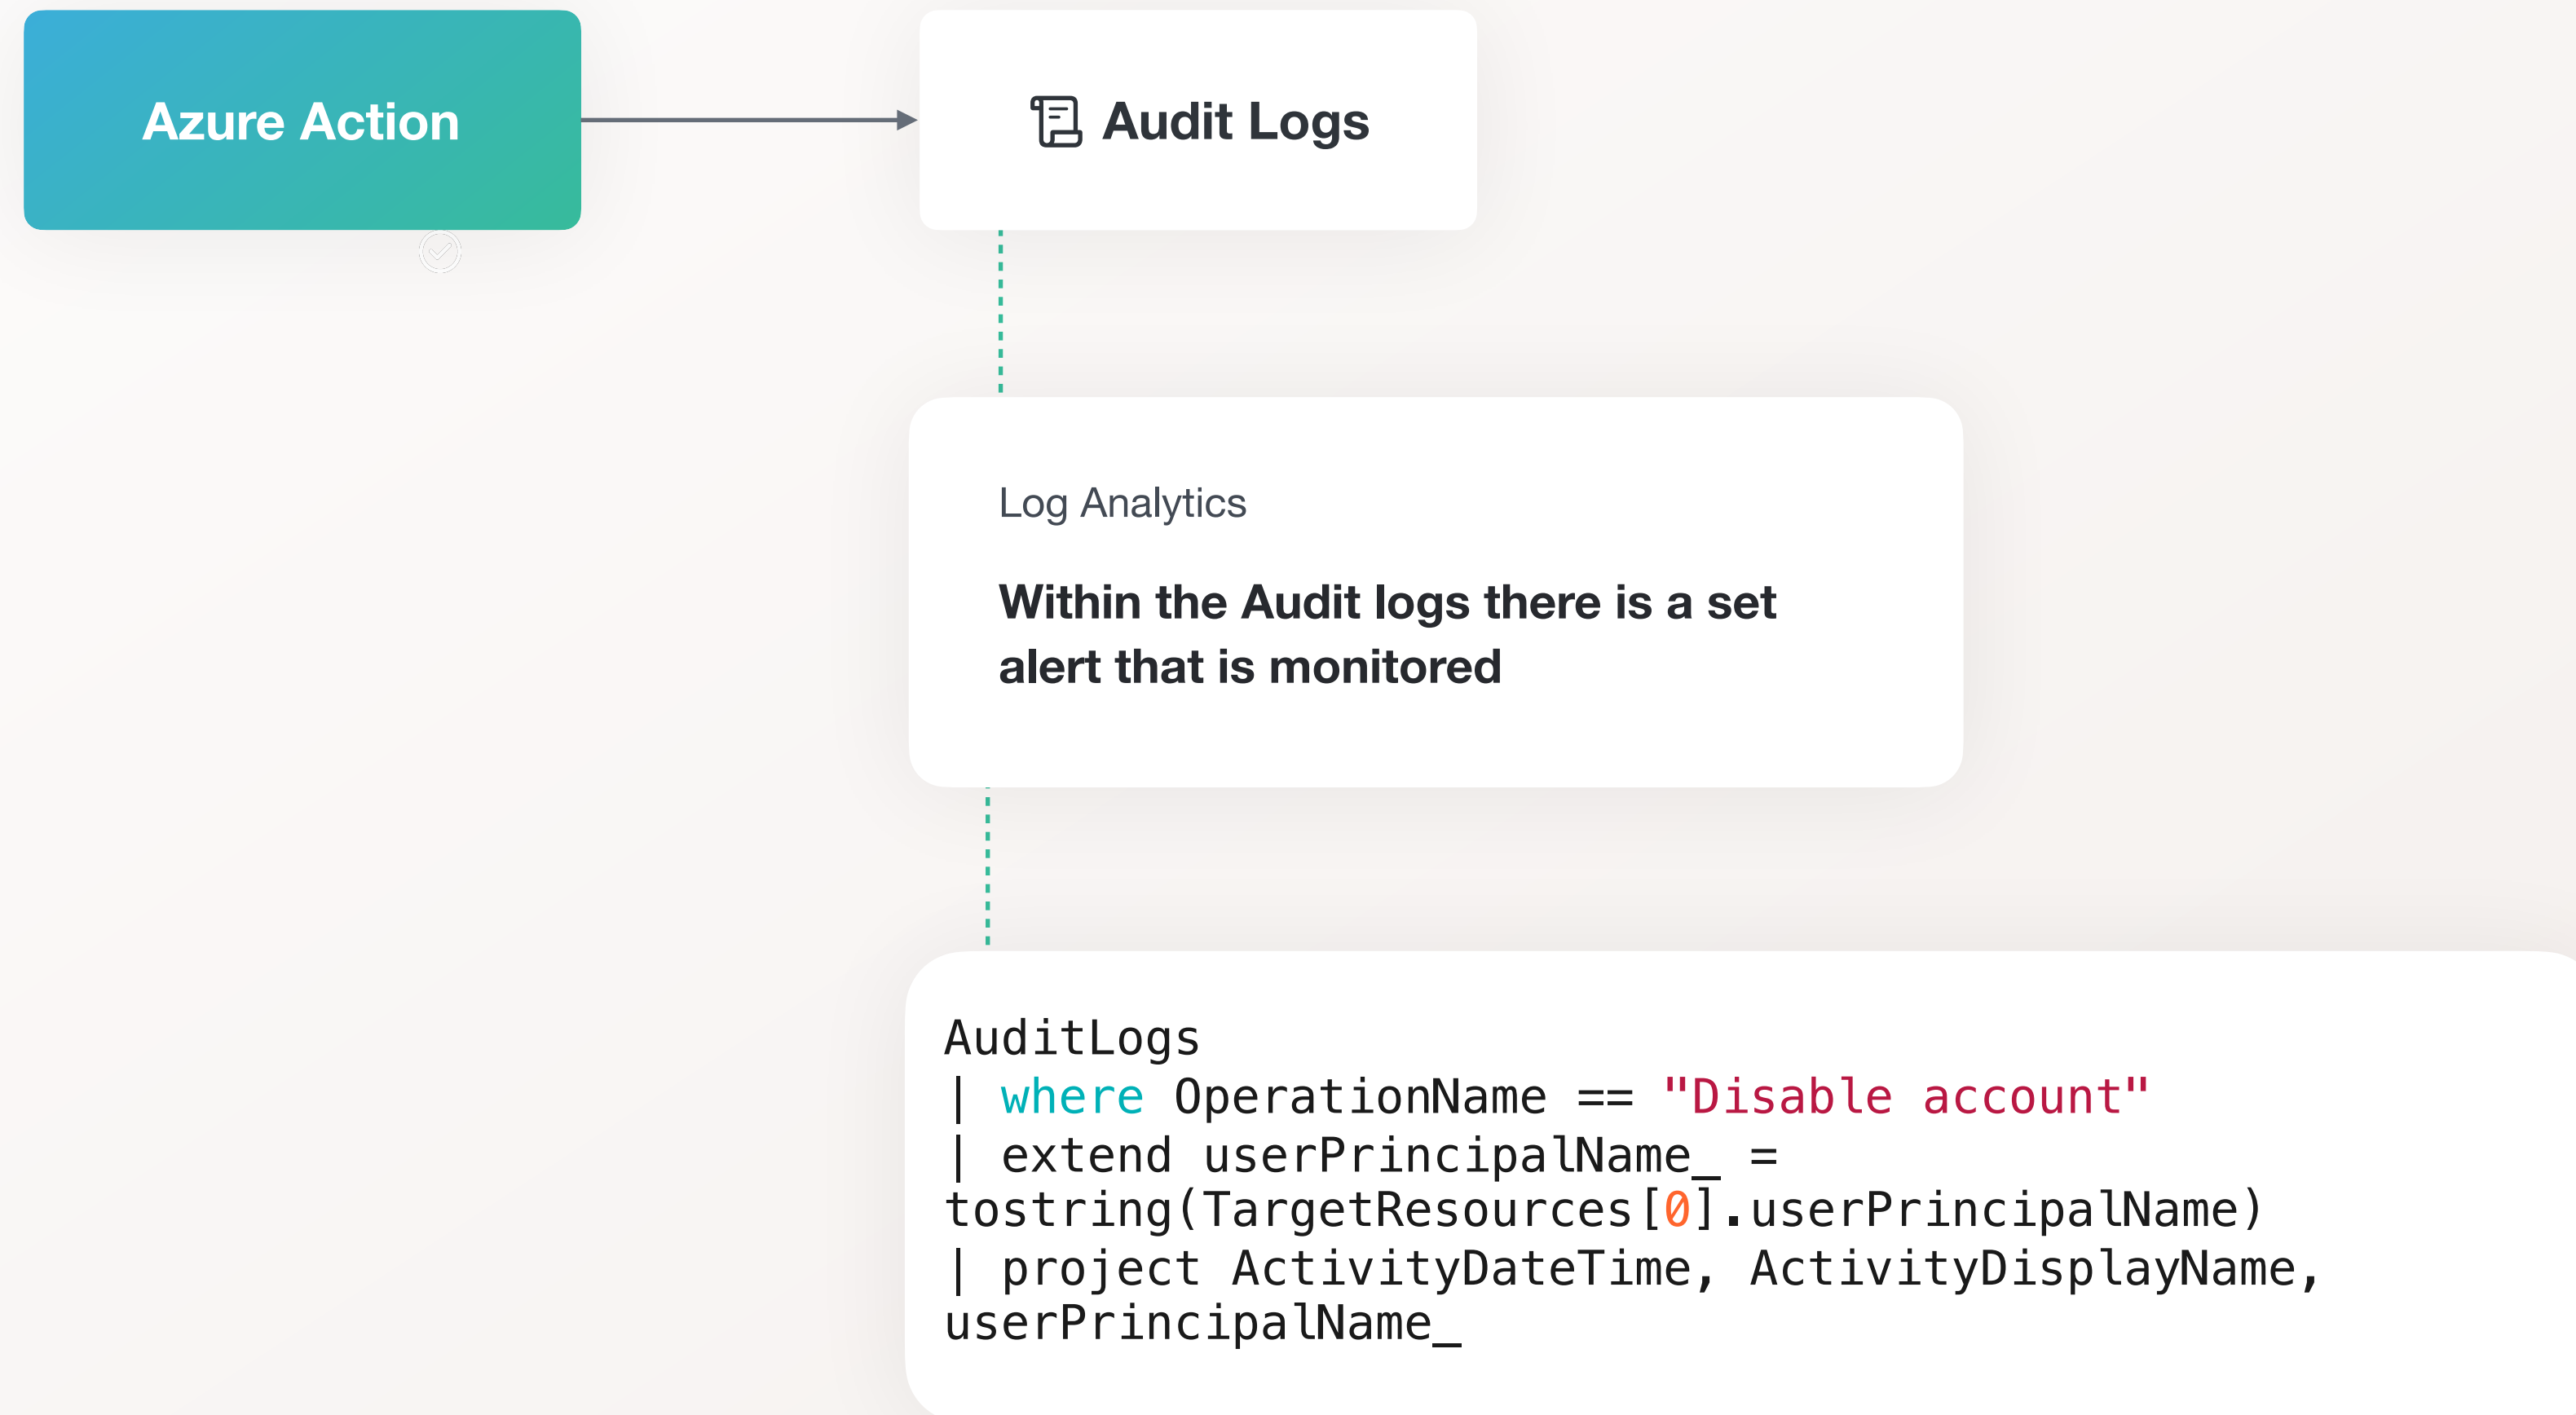 Azure Action
Audit Logs
Log Analytics
Within the Audit logs there is a set
alert that is monitored
AuditLogs
| where OperationName == "Disable account"
| extend userPrincipalName_ =
tostring(TargetResources[0].userPrincipalName)
| project ActivityDateTime, ActivityDisplayName,
userPrincipalName_